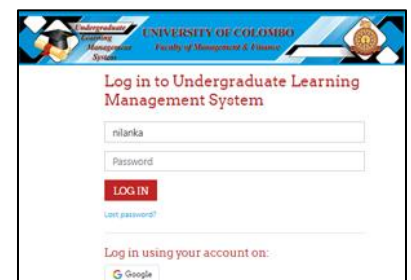 Undergraduate
Learning
Management
System
UNIVERSITY OF COLOMBO
Faculty of Management & Finance
Log in to Undergraduate Learning
Management System
nilanka
Password
LOG IN
Lost password?
Log in using your account on:
Google